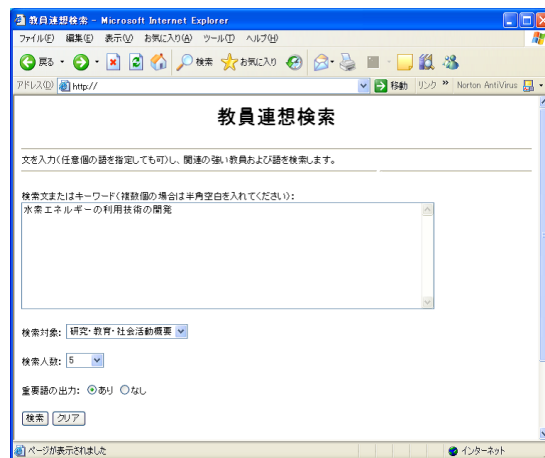 教員連想検索 - Microsoft Internet Explorer
ファイル(F) 編集(E) 表示(V) お気に入り(A) ツール(T) ヘルプ(H)
戻る 検索 お気に入り
アドレス(D) http:// 移動 リンク » Norton AntiVirus
教員連想検索
文を入力(任意個の語を指定しても可)し、関連の強い教員および語を検索します。
検索文またはキーワード(複数個の場合は半角空白を入れてください):
水素エネルギーの利用技術の開発
検索対象: 研究・教育・社会活動概要
検索人数: 5
重要語の出力: あり なし
検索 クリア
ページが表示されました インターネット